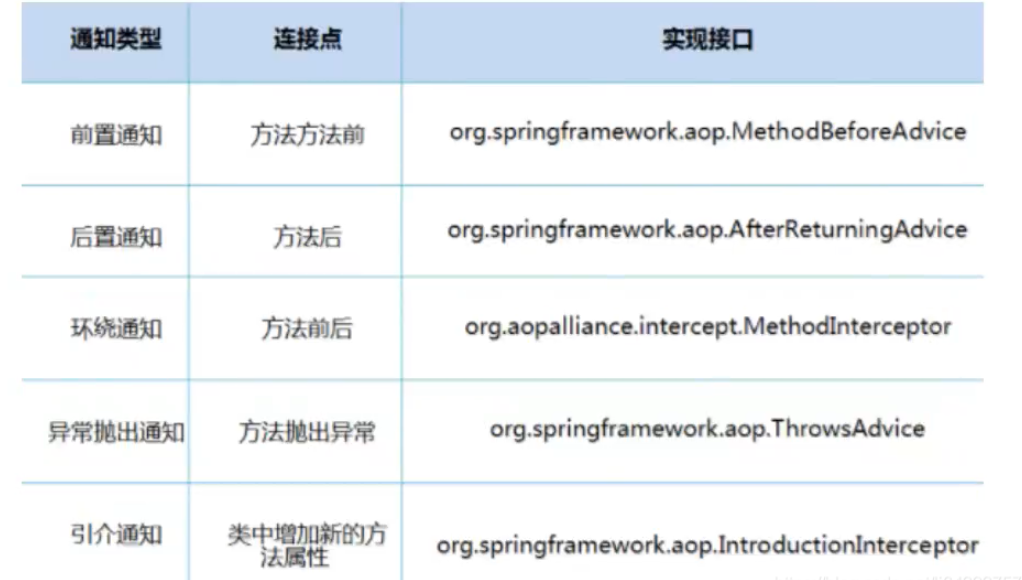 通知类型 连接点 实现接口
前置通知 方法方法前 org.springframework.aop.MethodBeforeAdvice
后置通知 方法后 org.springframework.aop.AfterReturningAdvice
环绕通知 方法前后 org.aopalliance.intercept.MethodInterceptor
异常抛出通知 方法抛出异常 org.springframework.aop.ThrowsAdvice
引介通知 类中增加新的方
法属性 org.springframework.aop.IntroductionInterceptor